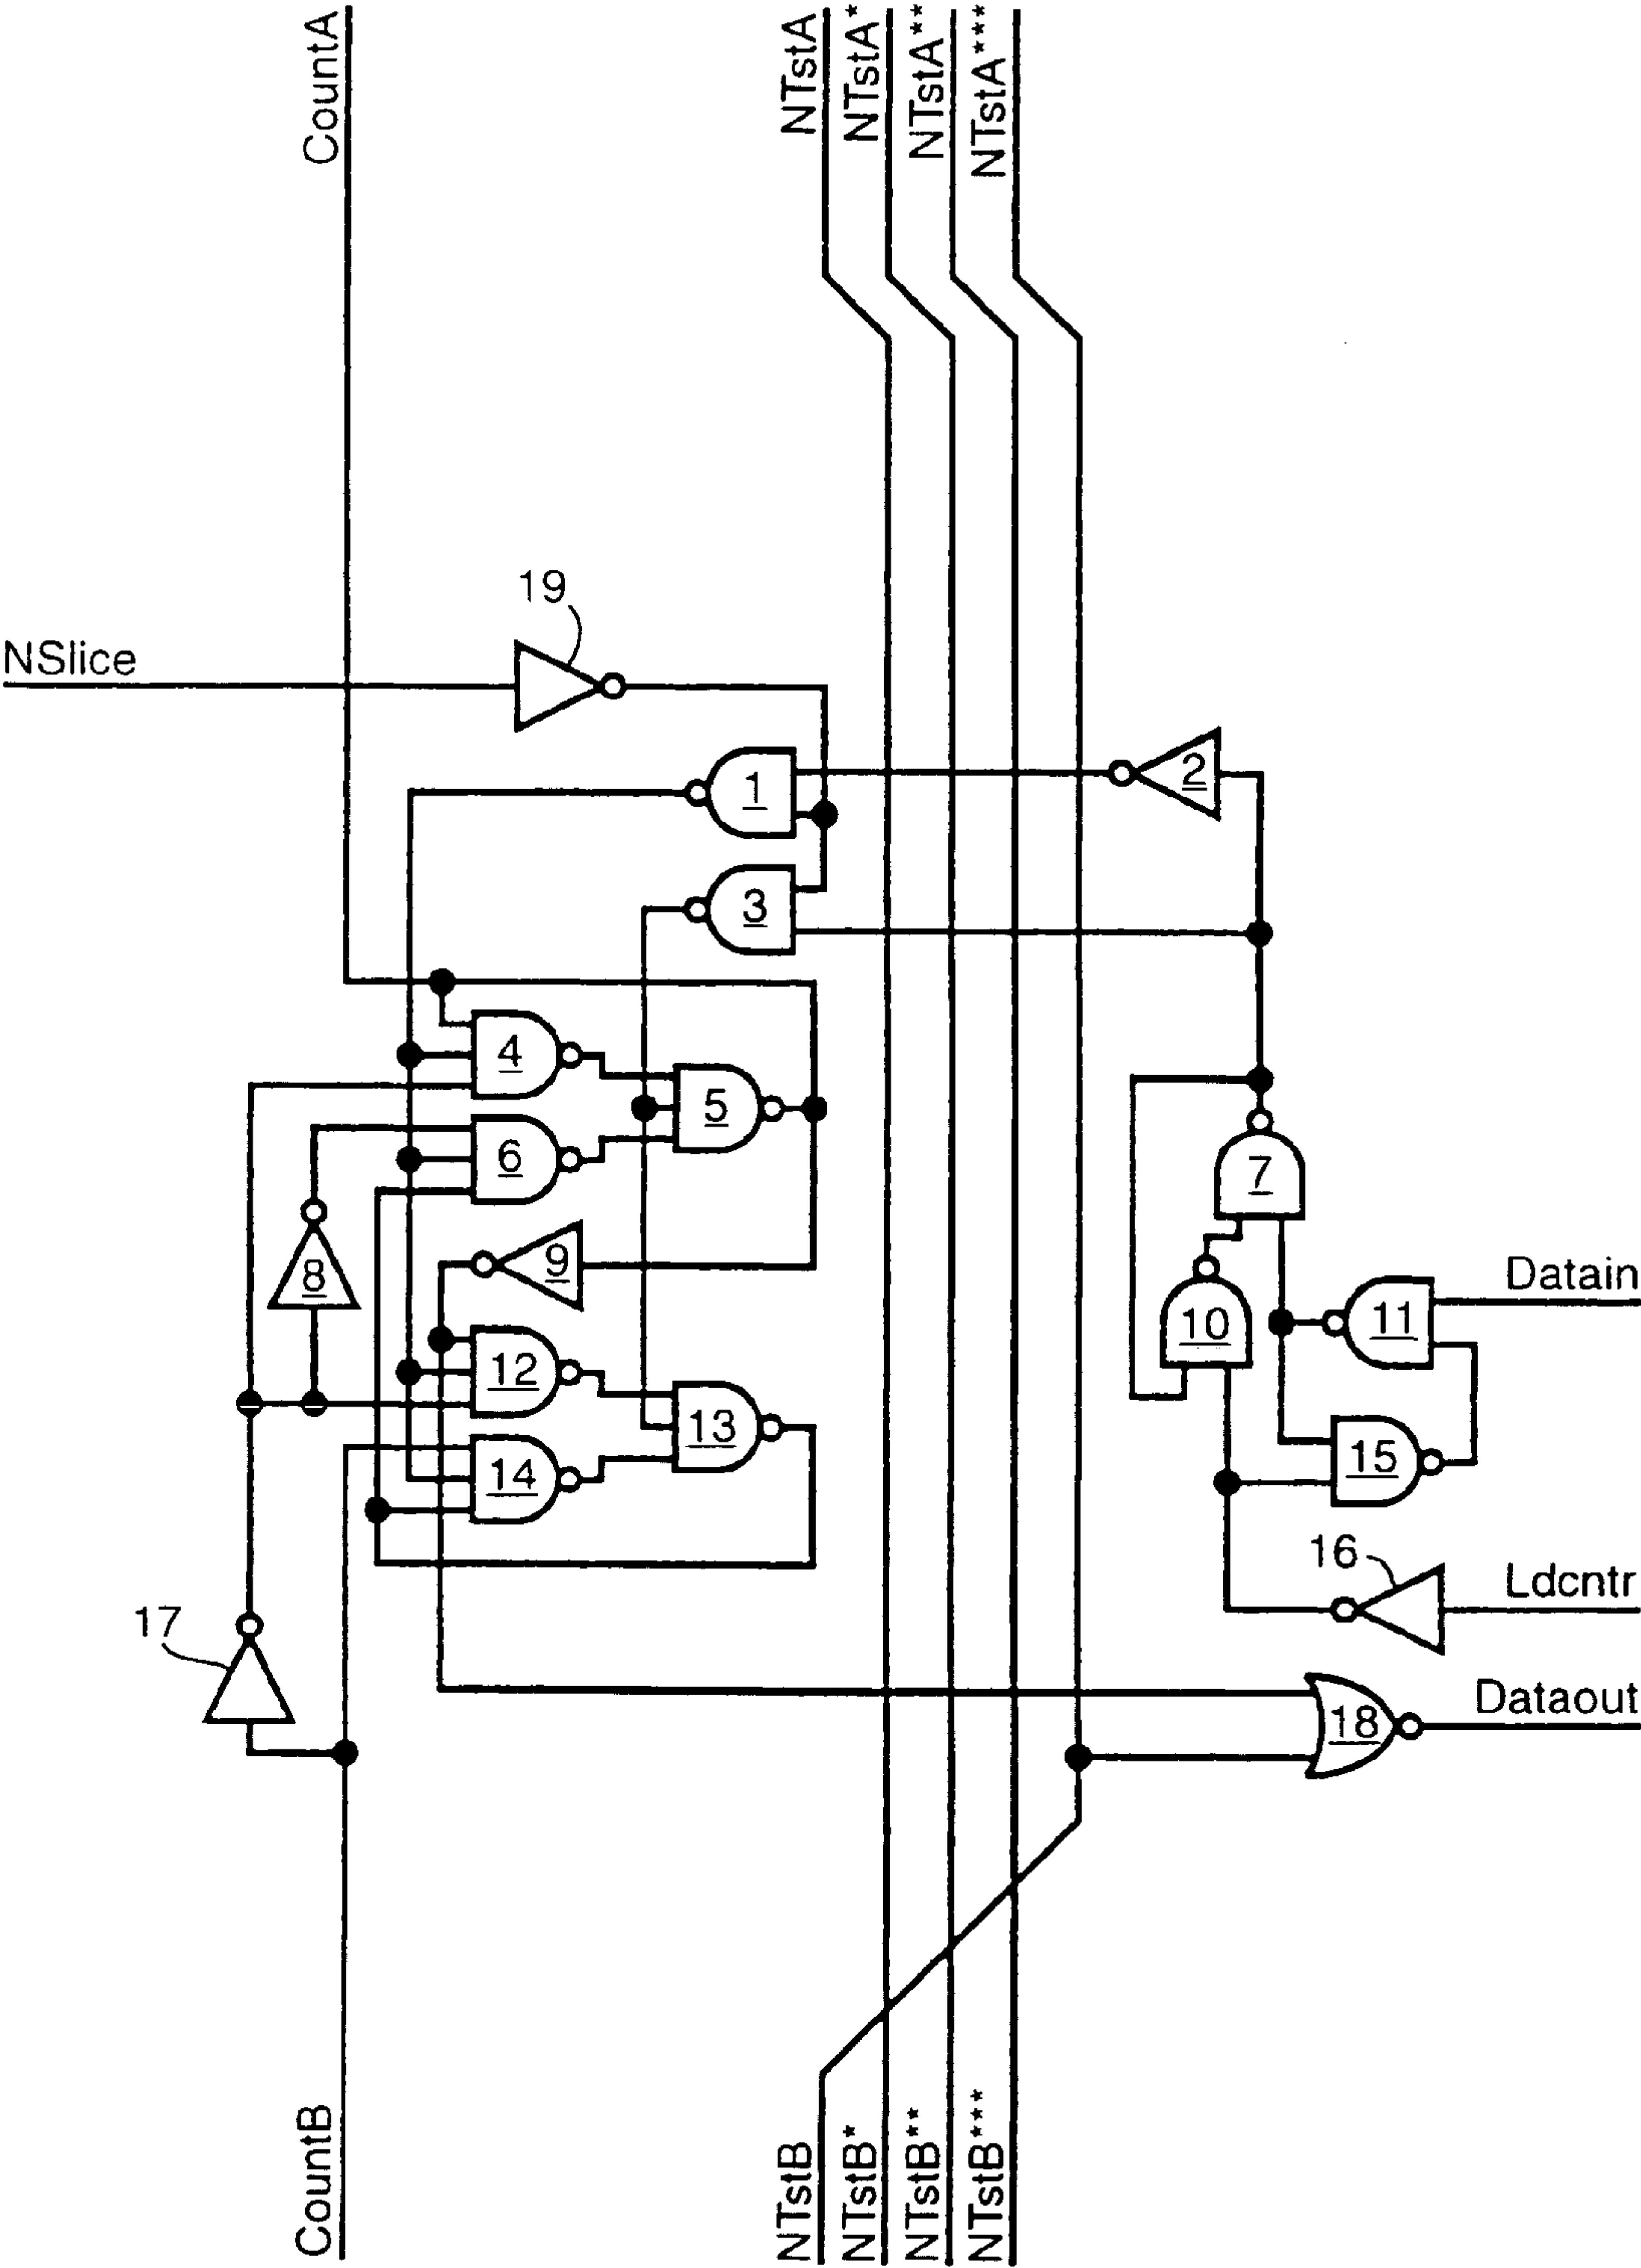 CountA
NTstA
NTstA*
NTstA**
NTstA***
NSlice
19
1
2
3
4
5
6
7
8
9
10
11
Datain
12
13
14
15
16
Ldcntr
17
18
Dataout
CountB
NTstB
NTstB*
NTstB**
NTstB****